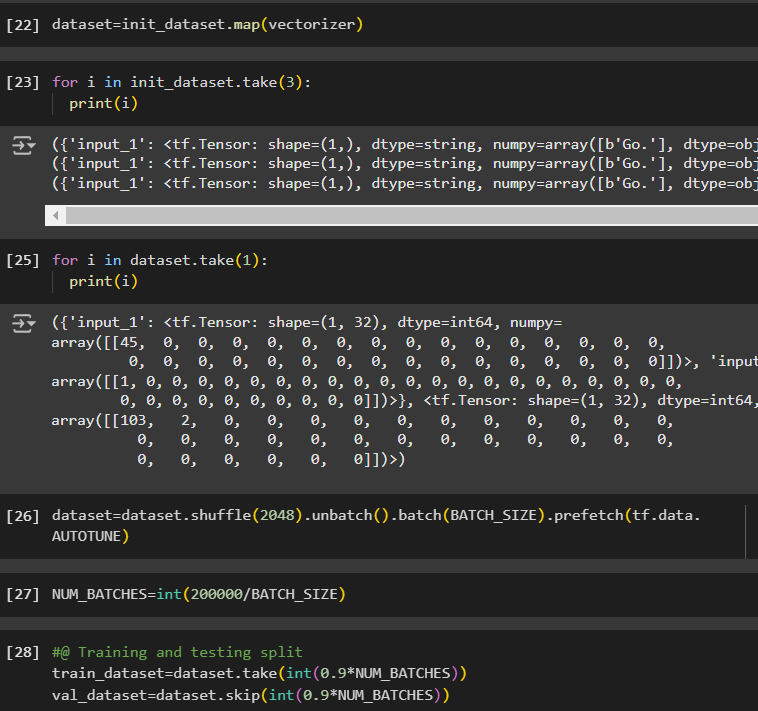 [22] dataset=init_dataset.map(vectorizer)
[23] for i in init_dataset.take(3):
print(i)
({'input_1': <tf.Tensor: shape=(1,), dtype=string, numpy=array([b'Go.'], dtype=obj
({'input_1': <tf.Tensor: shape=(1,), dtype=string, numpy=array([b'Go.'], dtype=obj
({'input_1': <tf.Tensor: shape=(1,), dtype=string, numpy=array([b'Go.'], dtype=obj
[25] for i in dataset.take(1):
print(i)
({'input_1': <tf.Tensor: shape=(1, 32), dtype=int64, numpy=
array([[45, 0, 0, 0, 0, 0, 0, 0, 0, 0, 0, 0, 0, 0, 0, 0,
0, 0, 0, 0, 0, 0, 0, 0, 0, 0, 0, 0, 0, 0, 0, 0]])>, 'input
array([[1, 0, 0, 0, 0, 0, 0, 0, 0, 0, 0, 0, 0, 0, 0, 0, 0, 0, 0, 0, 0, 0,
0, 0, 0, 0, 0, 0, 0, 0, 0, 0]])>}, <tf.Tensor: shape=(1, 32), dtype=int64,
array([[103, 2, 0, 0, 0, 0, 0, 0, 0, 0, 0, 0, 0,
0, 0, 0, 0, 0, 0, 0, 0, 0, 0, 0, 0, 0,
0, 0, 0, 0, 0, 0]])>)
[26] dataset=dataset.shuffle(2048).unbatch().batch(BATCH_SIZE).prefetch(tf.data.
AUTOTUNE)
[27] NUM_BATCHES=int(200000/BATCH_SIZE)
[28] #@ Training and testing split
train_dataset=dataset.take(int(0.9*NUM_BATCHES))
val_dataset=dataset.skip(int(0.9*NUM_BATCHES))